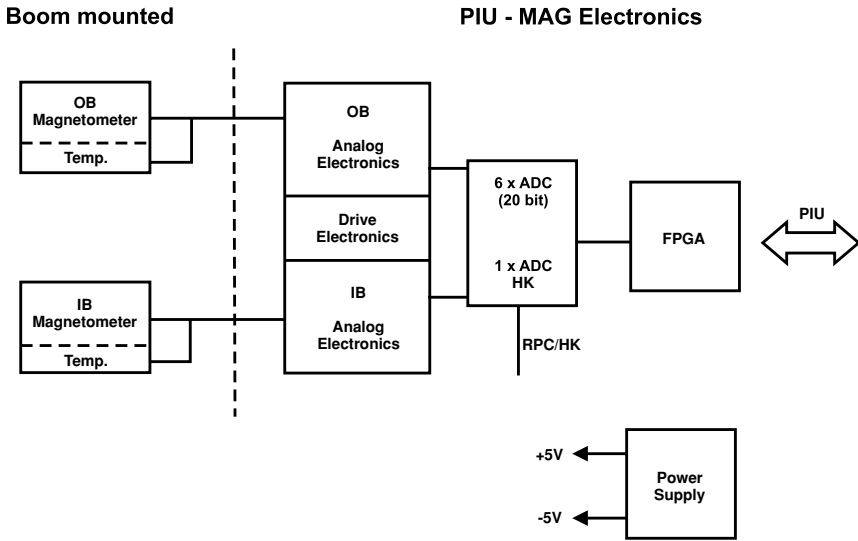 Boom mounted
PIU - MAG Electronics
OB
Magnetometer
Temp.
OB
Analog
Electronics
Drive
Electronics
IB
Analog
Electronics
IB
Magnetometer
Temp.
6 x ADC
(20 bit)
1 x ADC
HK
RPC/HK
FPGA
PIU
+5V
-5V
Power
Supply